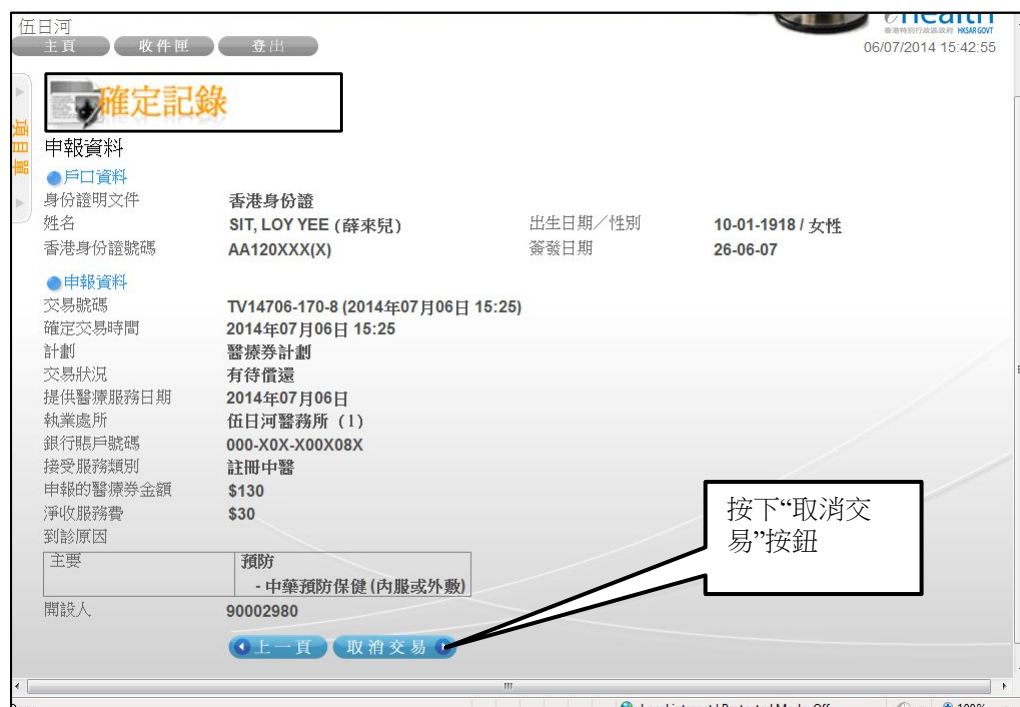 伍日河
主頁 收件匣 登出
eHealth
香港特別行政區政府 HKSAR GOVT
06/07/2014 15:42:55
項目單
確定記錄
申報資料
戶口資料
身份證明文件 香港身份證
姓名 SIT, LOY YEE (薛來兒) 出生日期／性別 10-01-1918 / 女性
香港身份證號碼 AA120XXX(X) 簽發日期 26-06-07
申報資料
交易號碼 TV14706-170-8 (2014年07月06日 15:25)
確定交易時間 2014年07月06日 15:25
計劃 醫療券計劃
交易狀況 有待償還
提供醫療服務日期 2014年07月06日
執業處所 伍日河醫務所 (1)
銀行賬戶號碼 000-X0X-X00X08X
接受服務類別 註冊中醫
申報的醫療券金額 $130
淨收服務費 $30
到診原因
主要 預防
- 中藥預防保健 (內服或外敷)
開設人 90002980
上一頁 取消交易
按下“取消交
易”按鈕